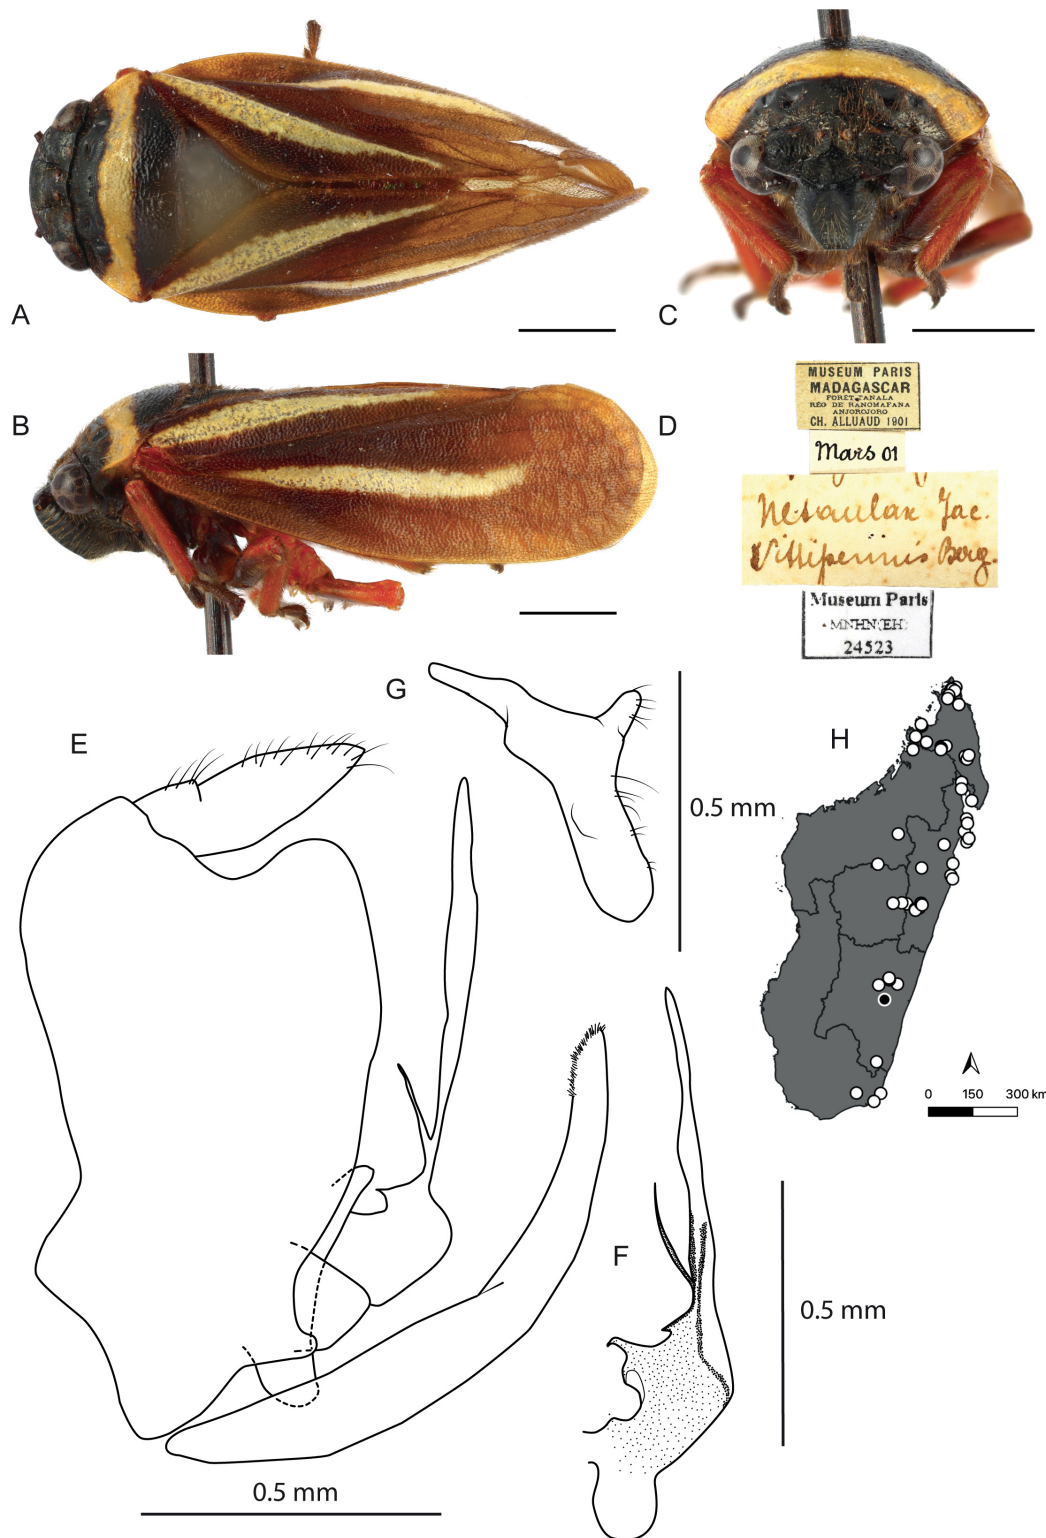 A
C
B
D
MUSEUM PARIS
MADAGASCAR
FORÊT TANALA
RÉG DE RANOMAFANA
ANJOROJORO
CH. ALLUAUD 1901
Mars 01
Nesaulax Jac.
Vittipennis Berg.
Museum Paris
MNHN(EH)
24523
G
E
H
0.5 mm
0 150 300 km
F
0.5 mm
0.5 mm